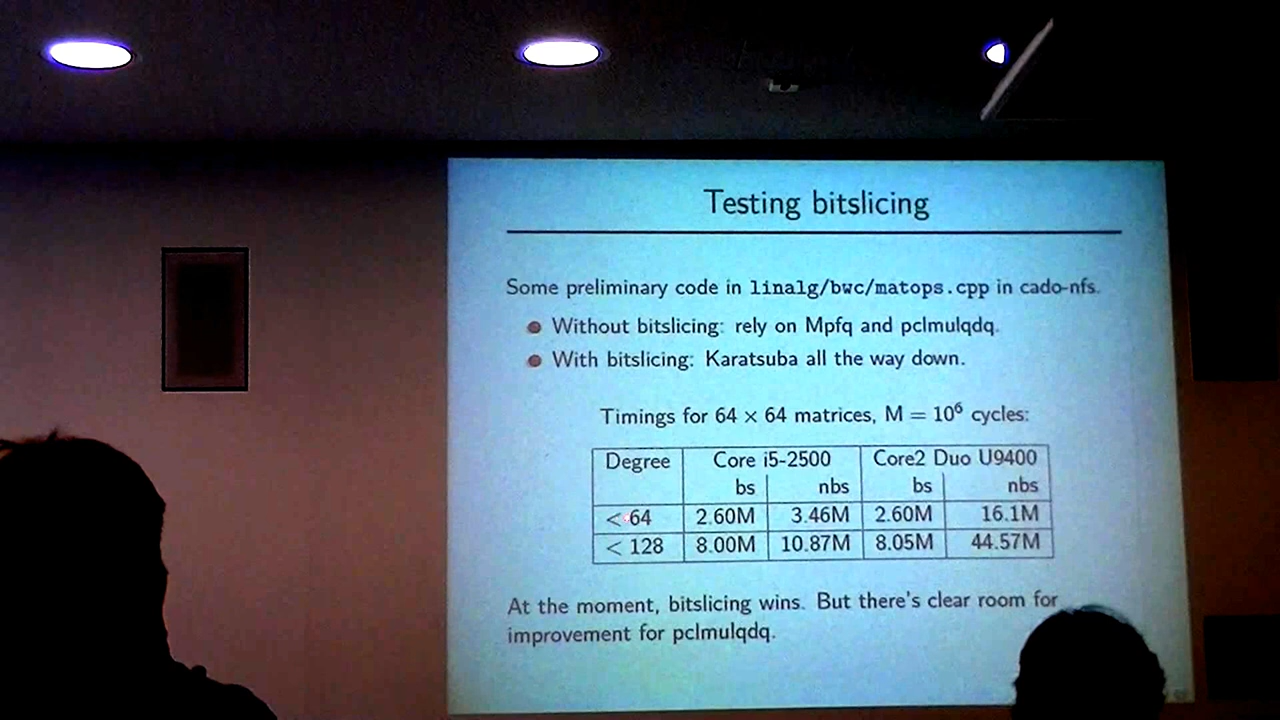 Testing bitslicing
Some preliminary code in linalg/bwc/matops.cpp in cado-nfs.
Without bitslicing: rely on Mpfq and pclmulqdq.
With bitslicing: Karatsuba all the way down.
Timings for 64 × 64 matrices, M = 10⁶ cycles:
Degree Core i5-2500 Core2 Duo U9400
bs nbs bs nbs
< 64 2.60M 3.46M 2.60M 16.1M
< 128 8.00M 10.87M 8.05M 44.57M
At the moment, bitslicing wins. But there's clear room for
improvement for pclmulqdq.